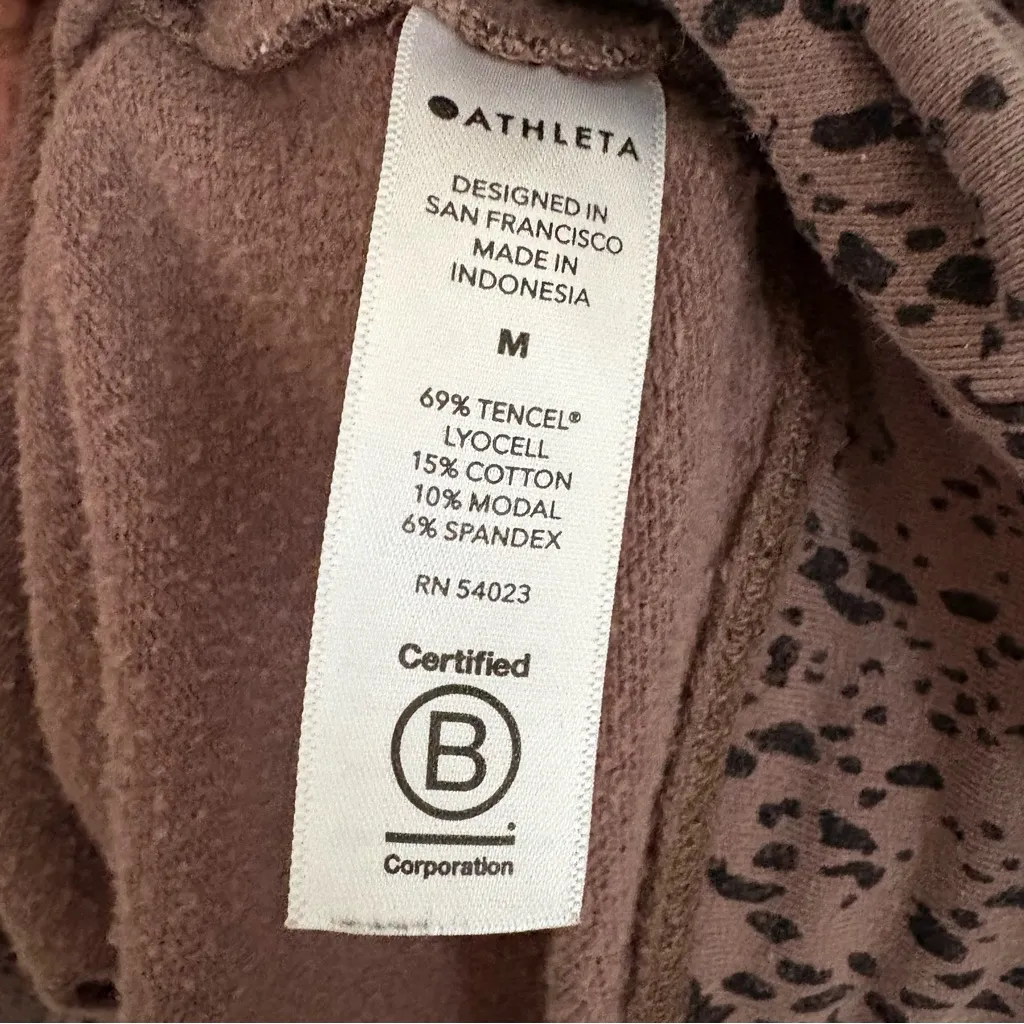 ATHLETA
DESIGNED IN
SAN FRANCISCO
MADE IN
INDONESIA
M
69% TENCEL®
LYOCELL
15% COTTON
10% MODAL
6% SPANDEX
RN 54023
Certified
B
Corporation